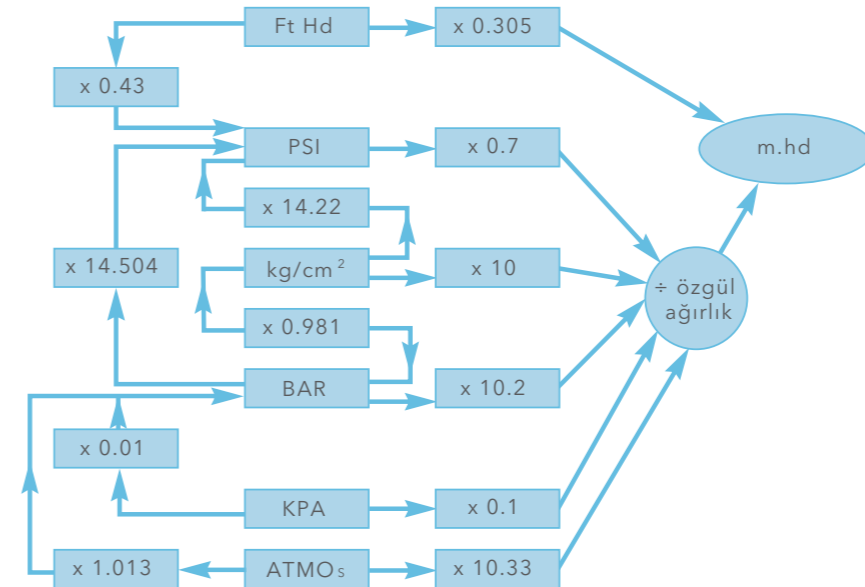 Ft Hd
x 0.305
x 0.43
PSI
x 0.7
m.hd
x 14.22
x 14.504
kg/cm²
x 10
÷ özgül
ağırlık
x 0.981
BAR
x 10.2
x 0.01
KPA
x 0.1
x 1.013
ATMOs
x 10.33